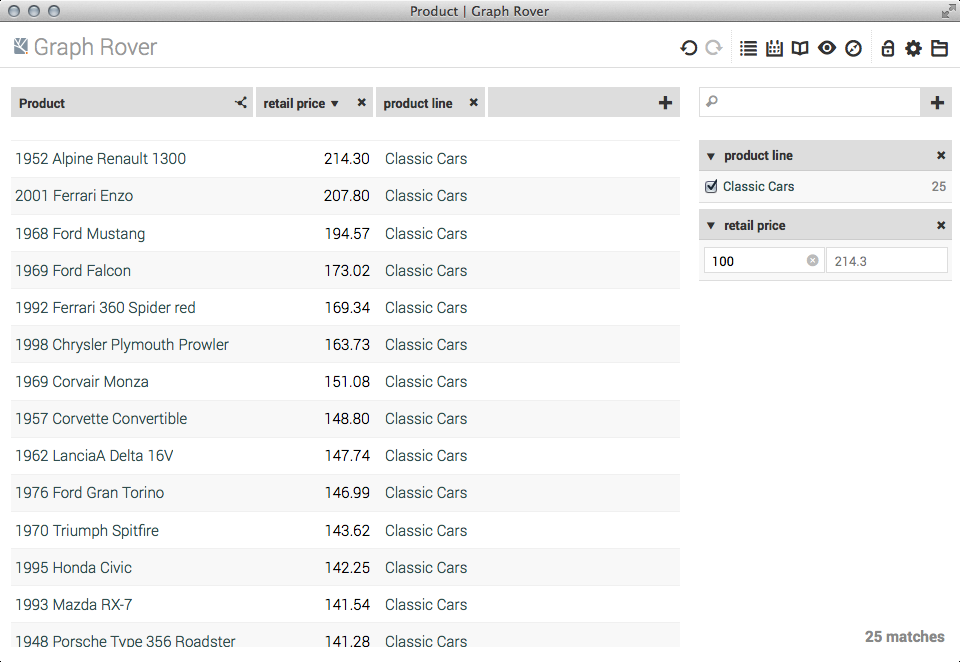 Product | Graph Rover
Graph Rover
Product retail price product line
1952 Alpine Renault 1300 214.30 Classic Cars
2001 Ferrari Enzo 207.80 Classic Cars
1968 Ford Mustang 194.57 Classic Cars
1969 Ford Falcon 173.02 Classic Cars
1992 Ferrari 360 Spider red 169.34 Classic Cars
1998 Chrysler Plymouth Prowler 163.73 Classic Cars
1969 Corvair Monza 151.08 Classic Cars
1957 Corvette Convertible 148.80 Classic Cars
1962 LanciaA Delta 16V 147.74 Classic Cars
1976 Ford Gran Torino 146.99 Classic Cars
1970 Triumph Spitfire 143.62 Classic Cars
1995 Honda Civic 142.25 Classic Cars
1993 Mazda RX-7 141.54 Classic Cars
1948 Porsche Type 356 Roadster 141.28 Classic Cars
product line
Classic Cars 25
retail price
100 214.3
25 matches